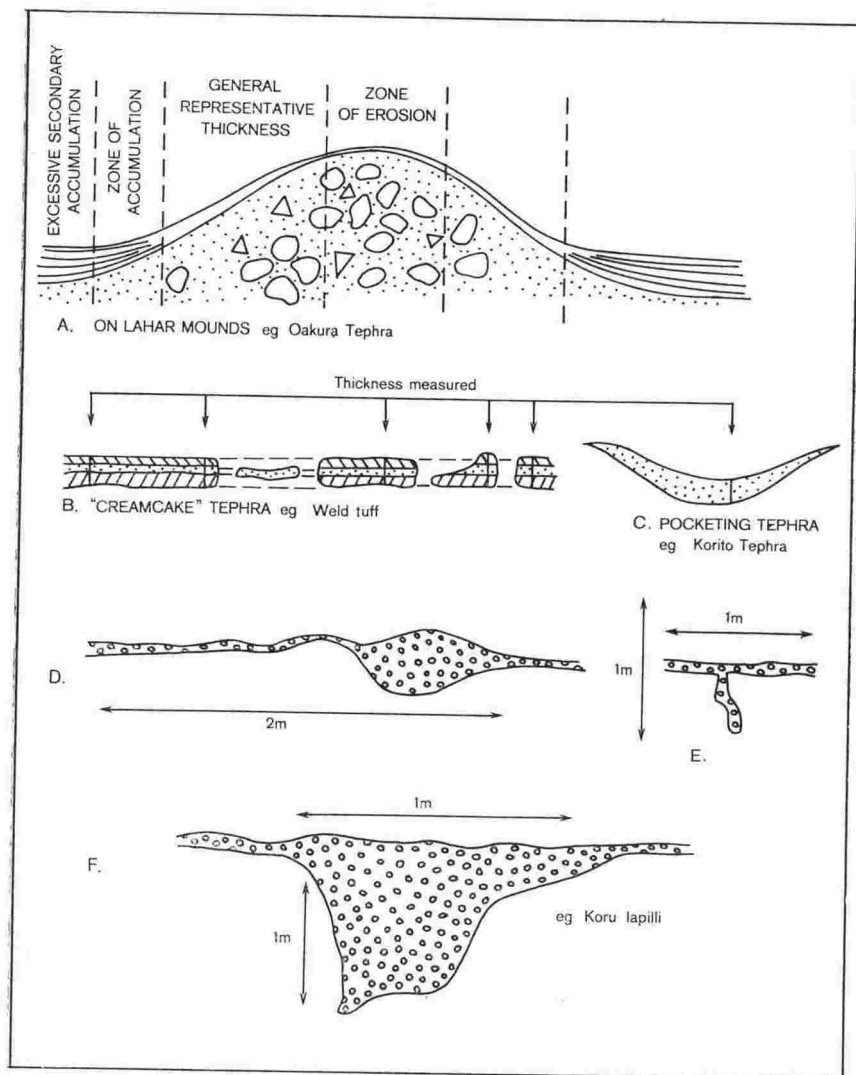 EXCESSIVE SECONDARY
ACCUMULATION
ZONE OF
ACCUMULATION
GENERAL
REPRESENTATIVE
THICKNESS
ZONE
OF EROSION
A. ON LAHAR MOUNDS eg Oakura Tephra
Thickness measured
B. "CREAMCAKE" TEPHRA eg Weld tuff
C. POCKETING TEPHRA
eg Korito Tephra
D.
2m
1m
1m
E.
F.
1m
1m
eg Koru lapilli